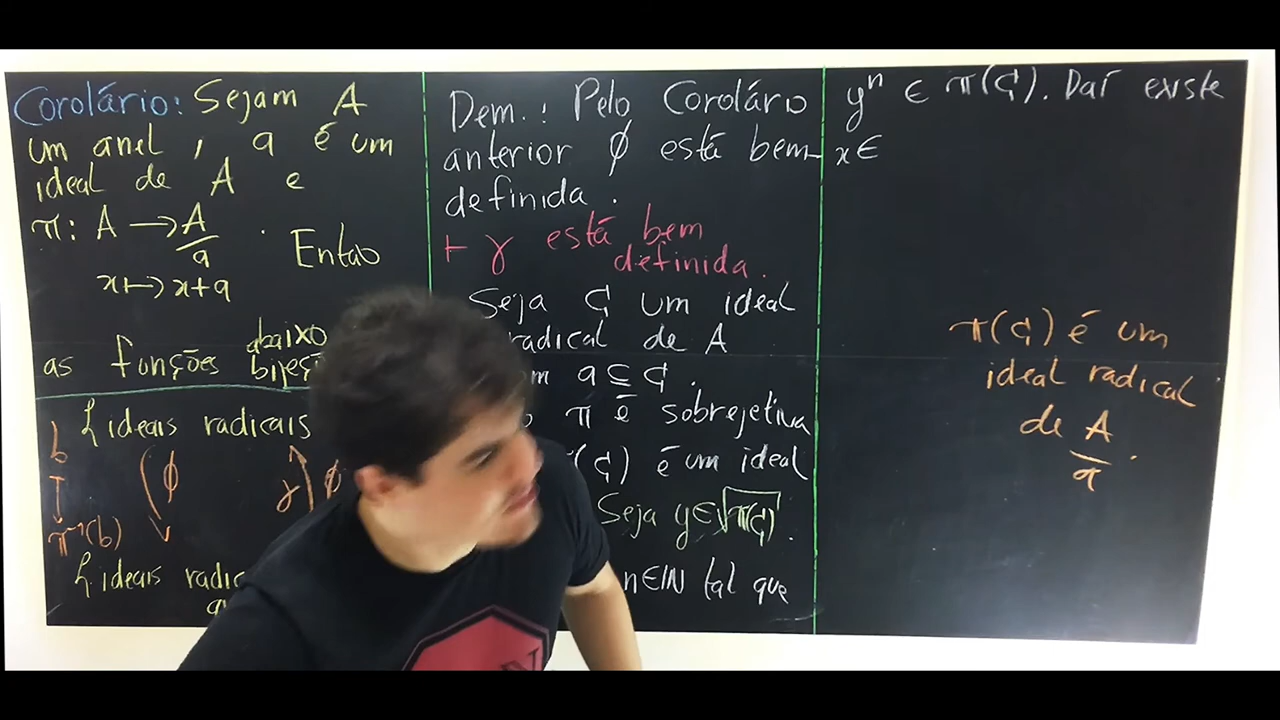 Corolário: Sejam A
um anel, a é um
ideal de A e
π: A → A/a . Então
x ↦ x+a
as funções abaixo
{ideais radicais
b ↦ π⁻¹(b)
ϕ γ ϕ
{ideais
Dem.: Pelo Coroláro
anterior ϕ está bem
definida.
⊢ γ está bem
definida.
Seja ς um ideal
radical de A
a ⊆ ς.
π é sobrejetiva
(ς) é um ideal
Seja y∈√π(ς).
n∈IN tal que
yⁿ ∈ π(ς). Daí existe
x ∈
π(ς) é um
ideal radical
de A/a.